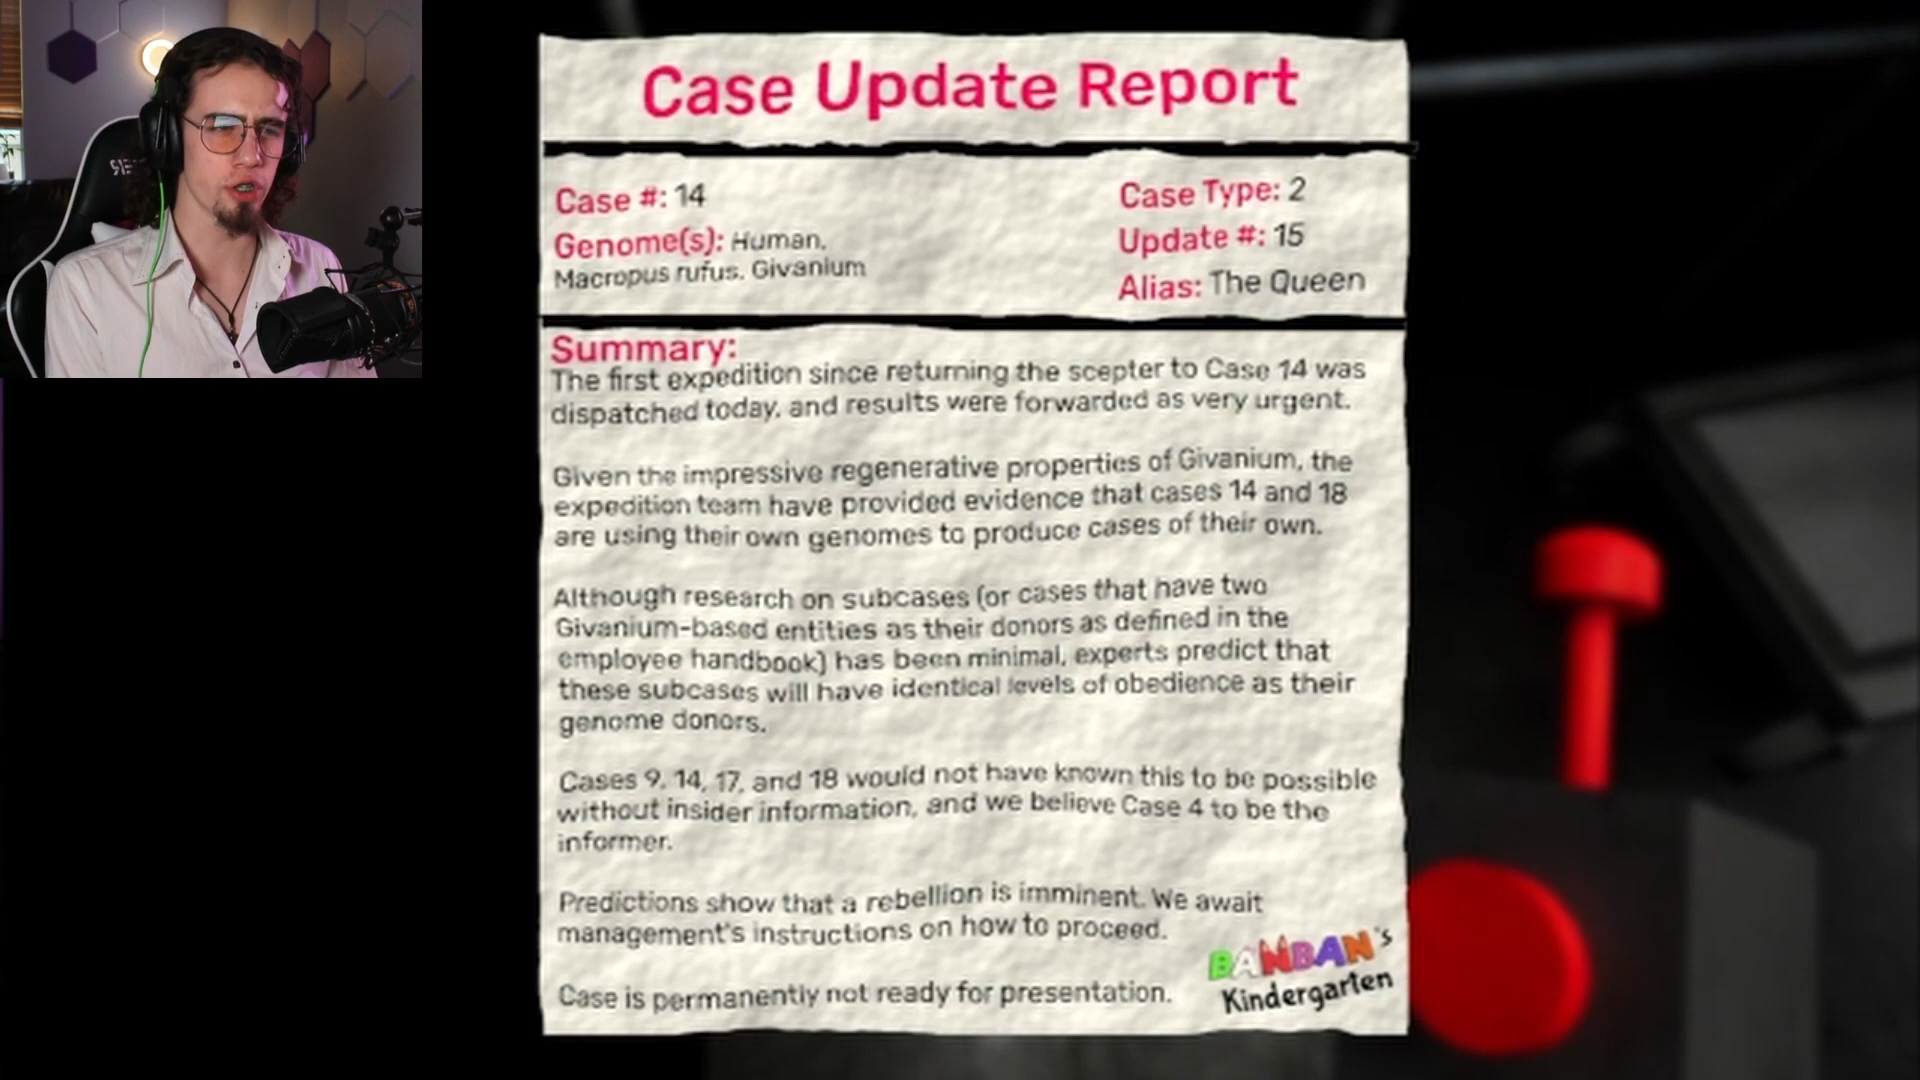 Case Update Report
Case #: 14
Genome(s): Human,
Macropus rufus, Givanium
Case Type: 2
Update #: 15
Alias: The Queen
Summary:
The first expedition since returning the scepter to Case 14 was
dispatched today, and results were forwarded as very urgent.
Given the impressive regenerative properties of Givanium, the
expedition team have provided evidence that cases 14 and 18
are using their own genomes to produce cases of their own.
Although research on subcases (or cases that have two
Givanium-based entities as their donors as defined in the
employee handbook) has been minimal, experts predict that
these subcases will have identical levels of obedience as their
genome donors.
Cases 9, 14, 17, and 18 would not have known this to be possible
without insider information, and we believe Case 4 to be the
informer.
Predictions show that a rebellion is imminent. We await
management's instructions on how to proceed.
Case is permanently not ready for presentation.
BANBAN's
Kindergarten